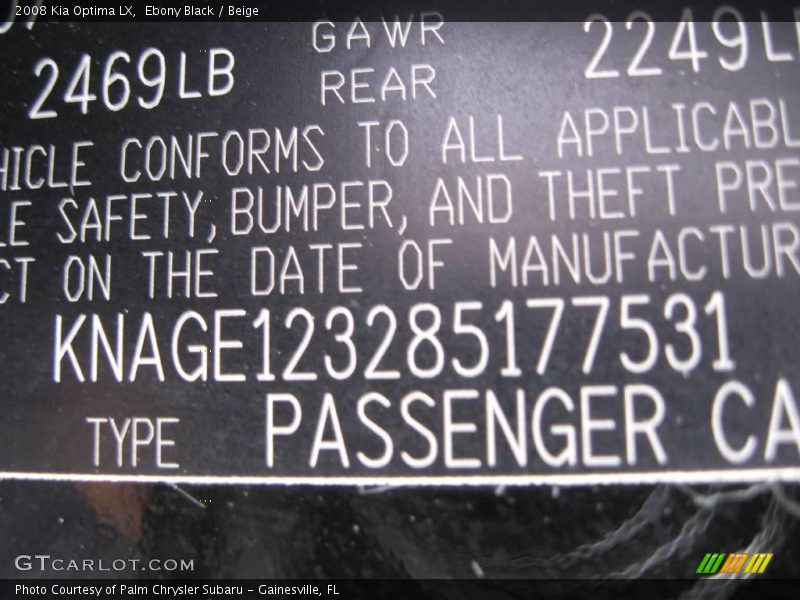 2008 Kia Optima LX, Ebony Black / Beige
GAWR
2469LB REAR 2249L
HICLE CONFORMS TO ALL APPLICABL
LE SAFETY, BUMPER, AND THEFT PRE
CT ON THE DATE OF MANUFACTUR
KNAGE123285177531
TYPE PASSENGER CA
GTCARLOT.COM
Photo Courtesy of Palm Chrysler Subaru - Gainesville, FL